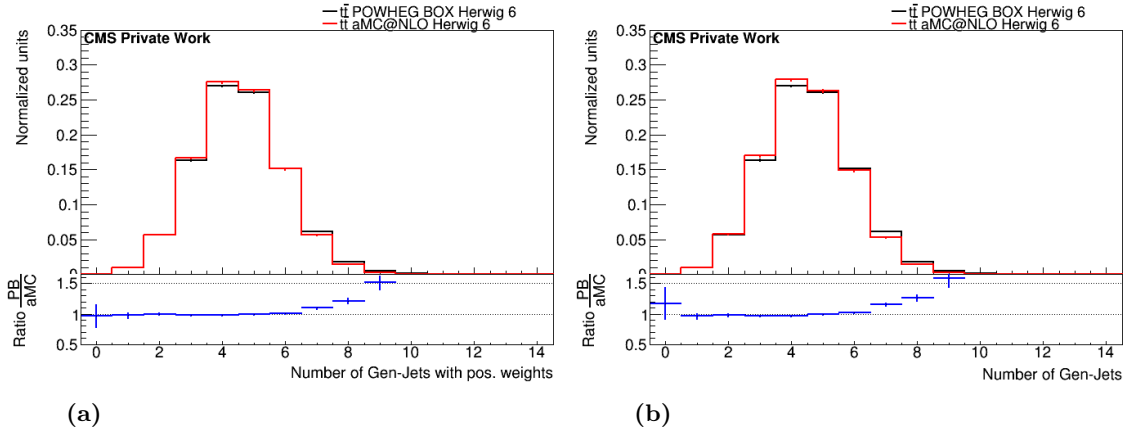 tt̄ POWHEG BOX Herwig 6
tt̄ aMC@NLO Herwig 6
CMS Private Work
Normalized units
0.35
0.3
0.25
0.2
0.15
0.1
0.05
0
Ratio PB/aMC
1.5
1
0.5
0 2 4 6 8 10 12 14
Number of Gen-Jets with pos. weights
(a)
tt̄ POWHEG BOX Herwig 6
tt̄ aMC@NLO Herwig 6
CMS Private Work
Normalized units
0.35
0.3
0.25
0.2
0.15
0.1
0.05
0
Ratio PB/aMC
1.5
1
0.5
0 2 4 6 8 10 12 14
Number of Gen-Jets
(b)